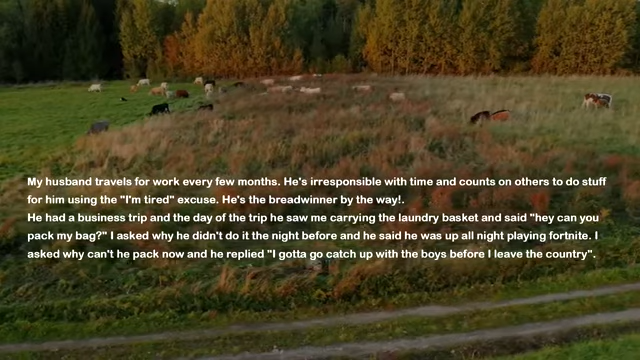 My husband travels for work every few months. He's irresponsible with time and counts on others to do stuff
for him using the "I'm tired" excuse. He's the breadwinner by the way!.
He had a business trip and the day of the trip he saw me carrying the laundry basket and said "hey can you
pack my bag?" I asked why he didn't do it the night before and he said he was up all night playing fortnite. I
asked why can't he pack now and he replied "I gotta go catch up with the boys before I leave the country".